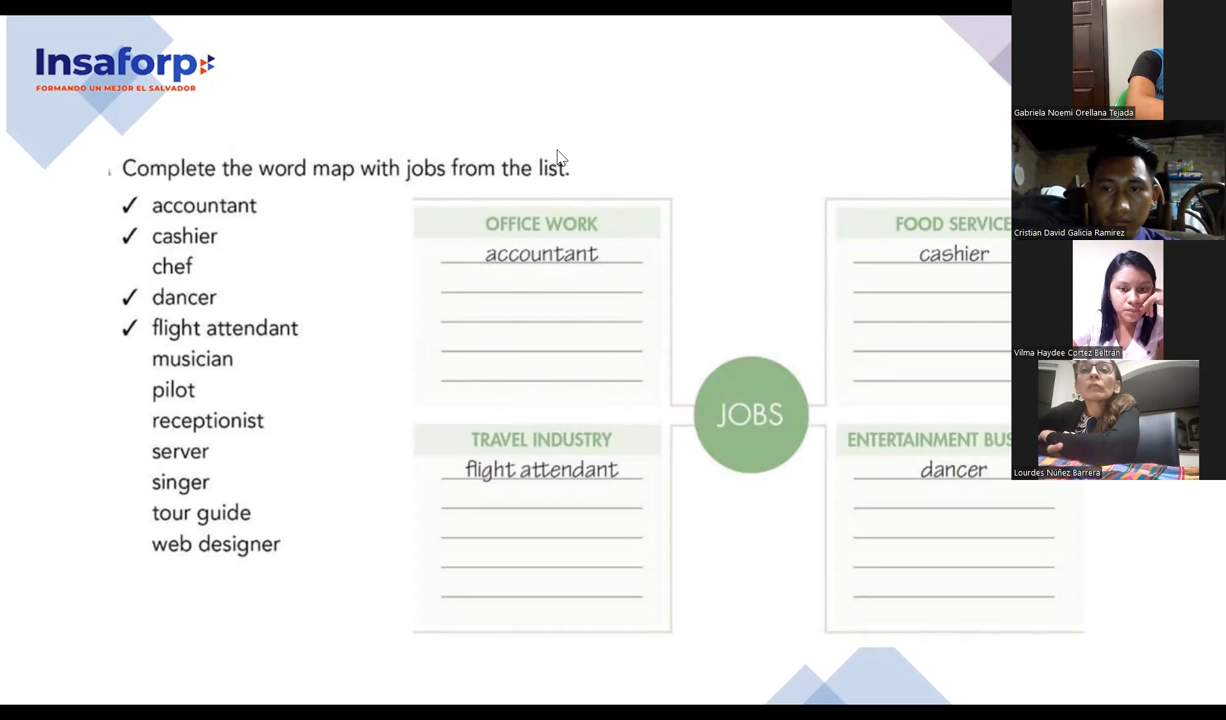 Insaforp
FORMANDO UN MEJOR EL SALVADOR
Complete the word map with jobs from the list.
✓ accountant
✓ cashier
chef
✓ dancer
✓ flight attendant
musician
pilot
receptionist
server
singer
tour guide
web designer
OFFICE WORK
accountant
FOOD SERVICE
cashier
JOBS
TRAVEL INDUSTRY
flight attendant
ENTERTAINMENT BUS
dancer
Gabriela Noemi Orellana Tejada
Cristian David Galicia Ramirez
PEPSI
Vilma Haydee Cortez Beltran
Lourdes Núñez Barrera